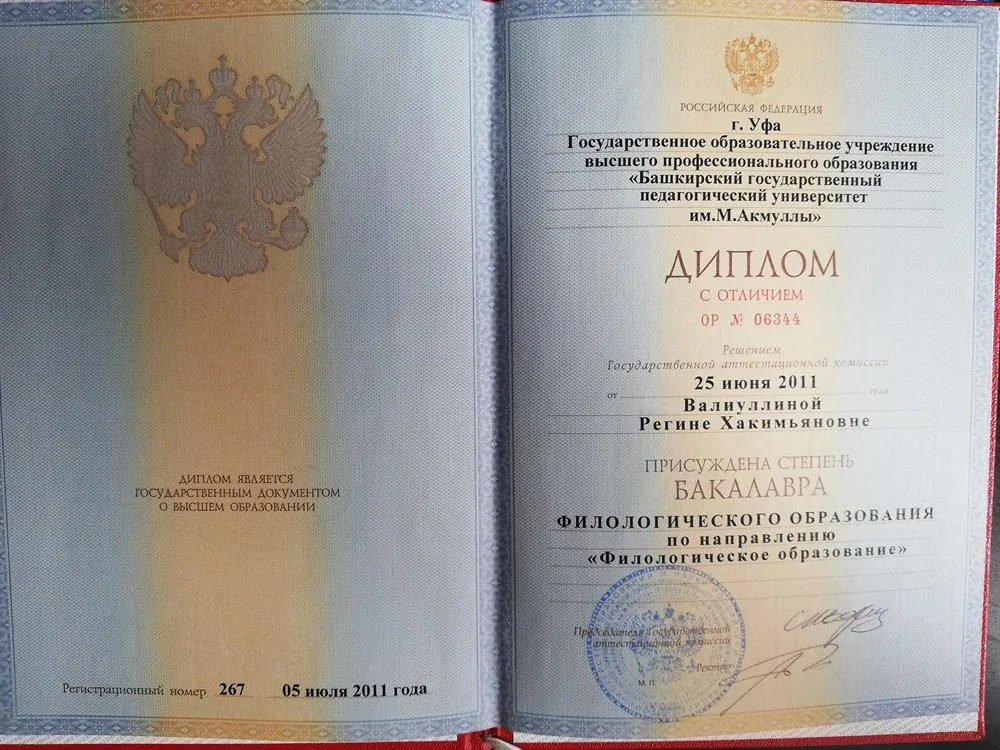 ДИПЛОМ ЯВЛЯЕТСЯ
ГОСУДАРСТВЕННЫМ ДОКУМЕНТОМ
О ВЫСШЕМ ОБРАЗОВАНИИ
Регистрационный номер 267 05 июля 2011 года
РОССИЙСКАЯ ФЕДЕРАЦИЯ
г. Уфа
Государственное образовательное учреждение
высшего профессионального образования
«Башкирский государственный
педагогический университет
им.М.Акмуллы»
ДИПЛОМ
С ОТЛИЧИЕМ
ОР № 06344
Решением
Государственной аттестационной комиссии
от 25 июня 2011 года
Валиуллиной
Регине Хакимьяновне
ПРИСУЖДЕНА СТЕПЕНЬ
БАКАЛАВРА
ФИЛОЛОГИЧЕСКОГО ОБРАЗОВАНИЯ
по направлению
«Филологическое образование»
Председатель Государственной
аттестационной комиссии
Ректор
М.П.